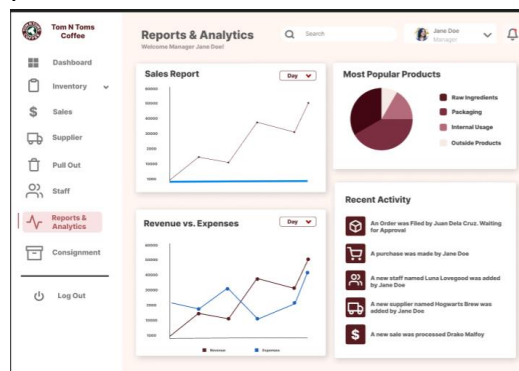 Tom N Toms
Coffee
Dashboard
Inventory
Sales
Supplier
Pull Out
Staff
Reports &
Analytics
Consignment
Log Out
Reports & Analytics
Welcome Manager Jane Doe!
Search
Jane Doe
Manager
Sales Report
Day
Most Popular Products
Raw Ingredients
Packaging
Internal Usage
Outside Products
Revenue vs. Expenses
Day
Revenue
Expenses
Recent Activity
An Order was Filed by Juan Dela Cruz. Waiting
for Approval
A purchase was made by Jane Doe
A new staff named Luna Lovegood was added
by Jane Doe
A new supplier named Hogwarts Brew was
added by Jane Doe
A new sale was processed Drako Malfoy